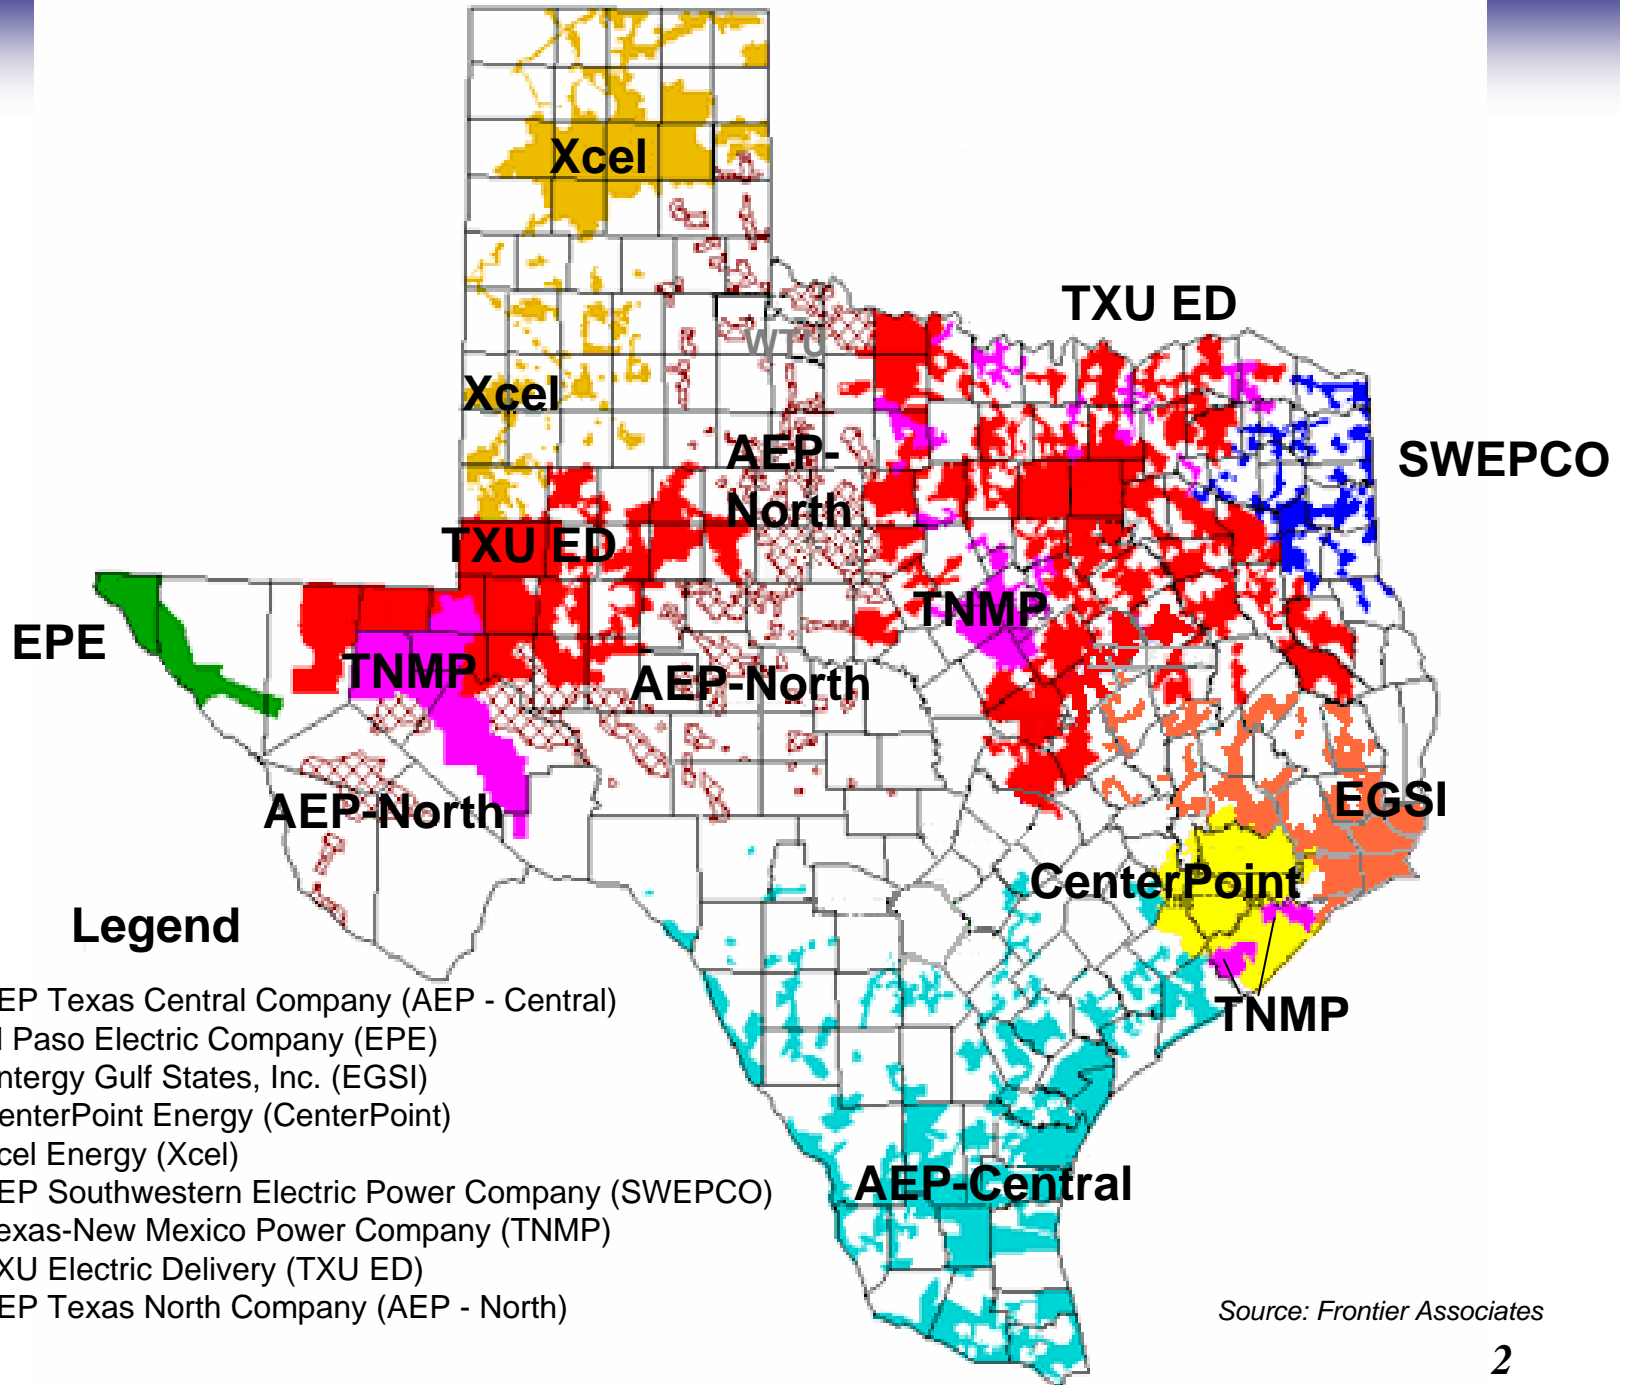 Xcel
TXU ED
WTU
Xcel
AEP-
North
SWEPCO
TXU ED
TNMP
EPE
TNMP
AEP-North
AEP-North
EGSI
CenterPoint
Legend
TNMP
EP Texas Central Company (AEP - Central)
l Paso Electric Company (EPE)
ntergy Gulf States, Inc. (EGSI)
enterPoint Energy (CenterPoint)
cel Energy (Xcel)
EP Southwestern Electric Power Company (SWEPCO)
exas-New Mexico Power Company (TNMP)
XU Electric Delivery (TXU ED)
EP Texas North Company (AEP - North)
AEP-Central
Source: Frontier Associates
2